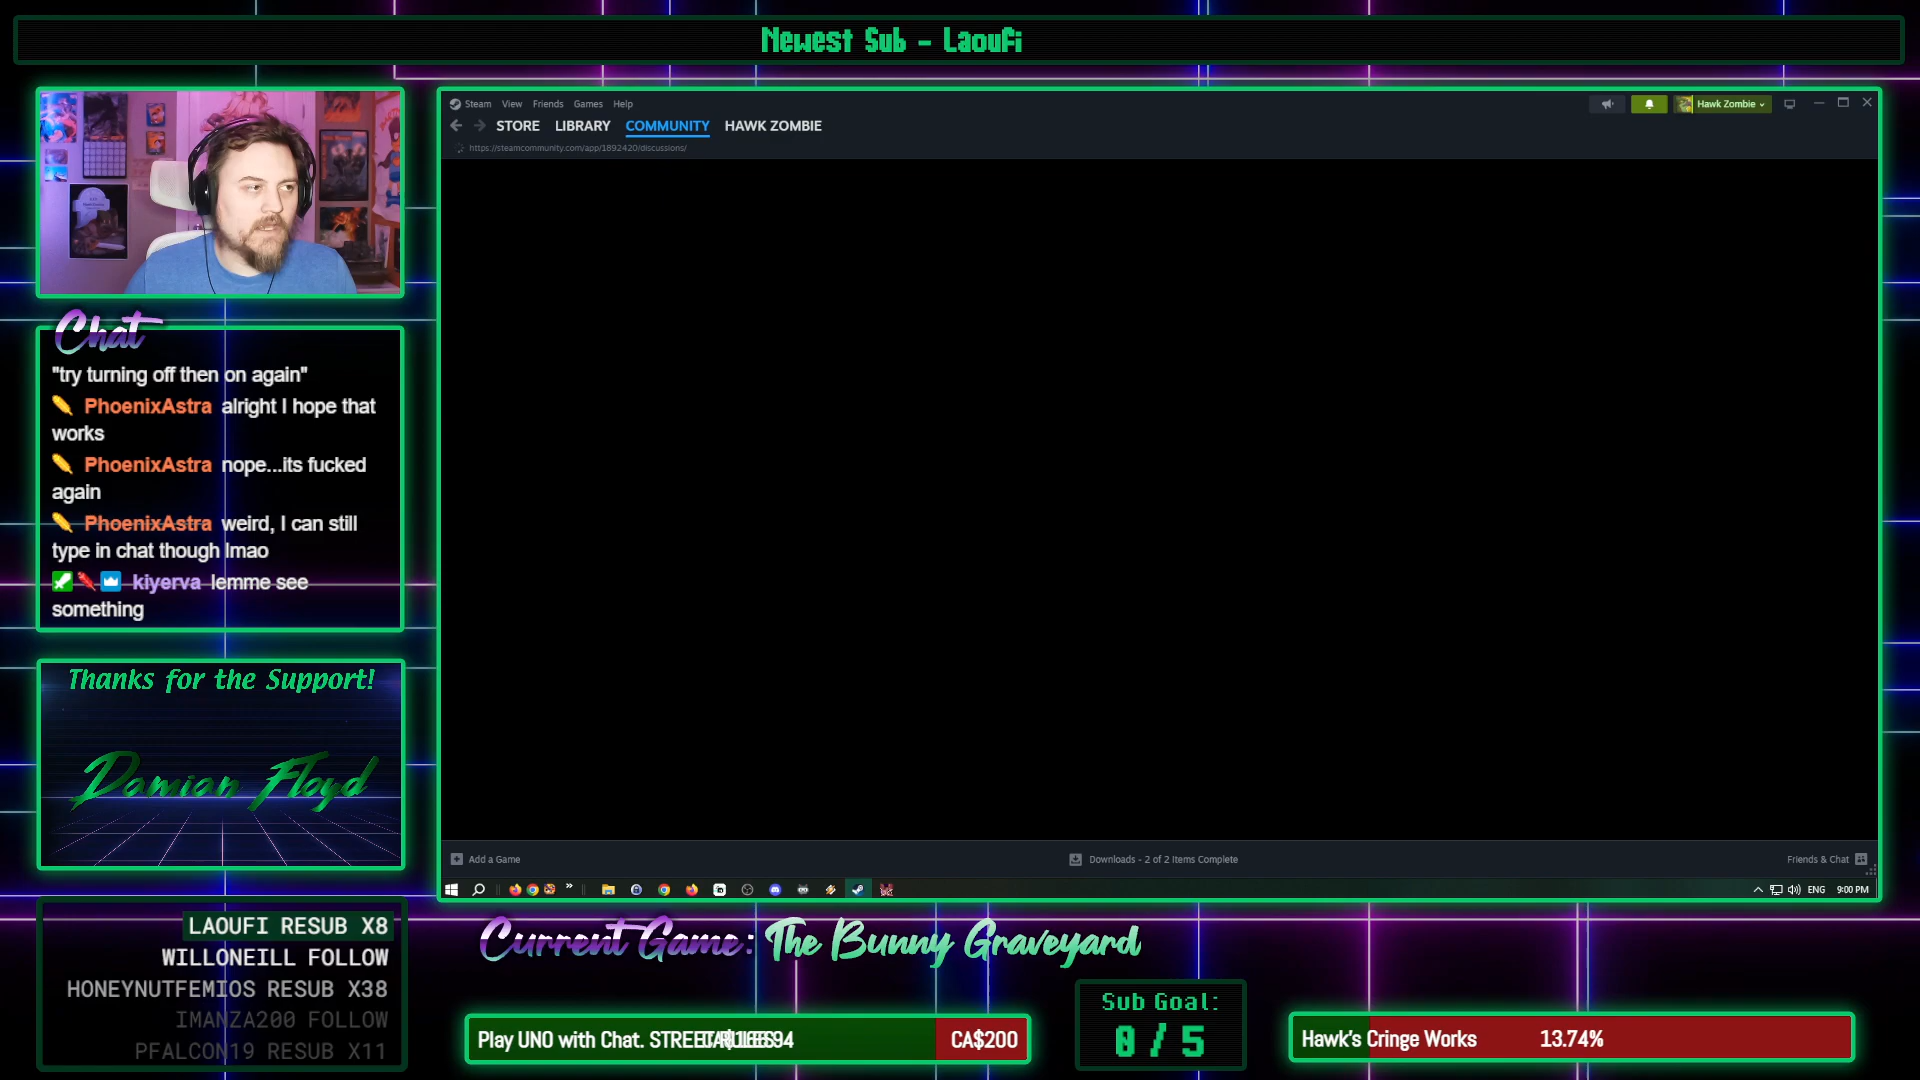 Newest Sub - Laoufi
Steam View Friends Games Help
Hawk Zombie
STORE LIBRARY COMMUNITY HAWK ZOMBIE
https://steamcommunity.com/app/1892420/discussions/
Chat
"try turning off then on again"
PhoenixAstra alright I hope that
works
PhoenixAstra nope...its fucked
again
PhoenixAstra weird, I can still
type in chat though lmao
kiyerva lemme see
something
Thanks for the Support!
Damian Floyd
Add a Game
Downloads - 2 of 2 Items Complete
Friends & Chat
ENG 9:00 PM
LAOUFI RESUB X8
WILLONEILL FOLLOW
HONEYNUTFEMIOS RESUB X38
IMANZA200 FOLLOW
PFALCON19 RESUB X11
Current Game: The Bunny Graveyard
Play UNO with Chat.
CA$200
Sub Goal:
0 / 5
Hawk's Cringe Works 13.74%